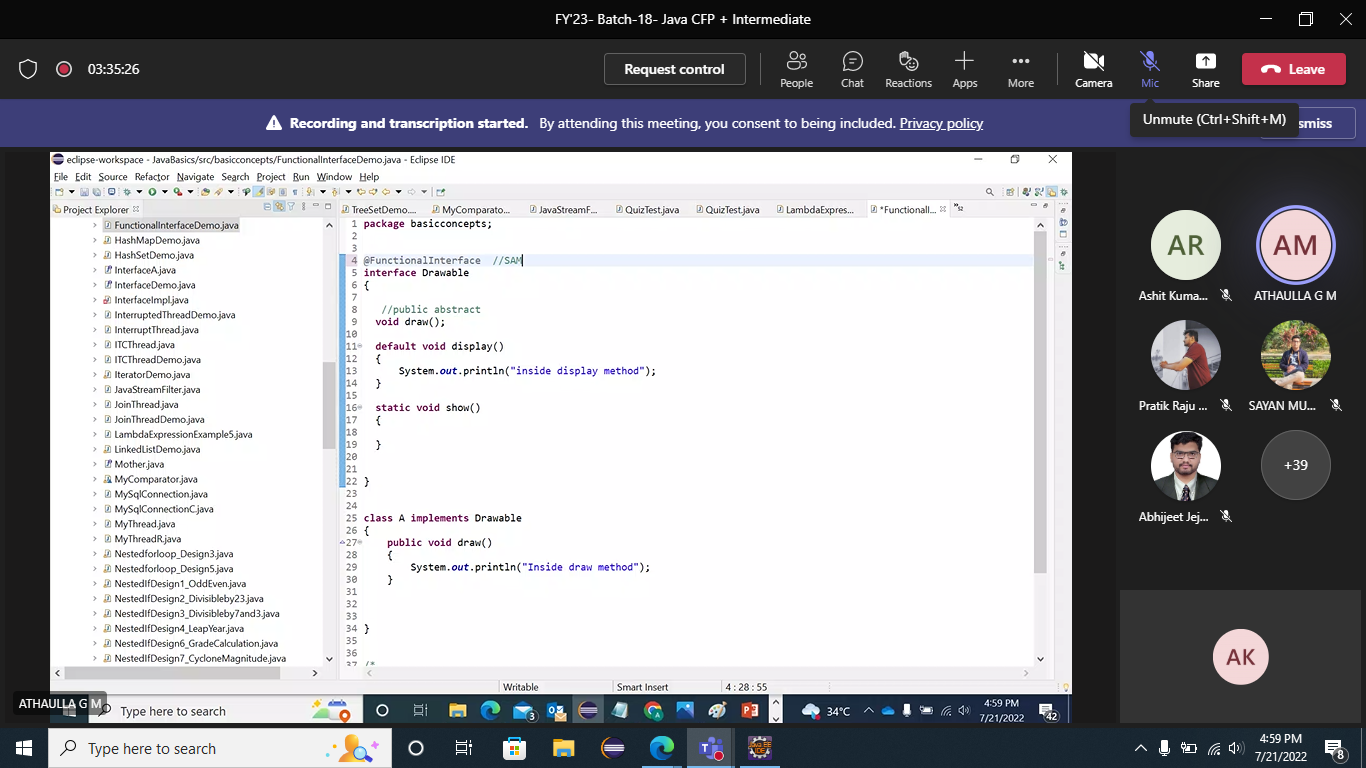 FY'23- Batch-18- Java CFP + Intermediate
03:35:26
Request control
People
Chat
Reactions
Apps
More
Camera
Mic
Share
Leave
Recording and transcription started. By attending this meeting, you consent to being included. Privacy policy
Unmute (Ctrl+Shift+M)
smiss
eclipse-workspace - JavaBasics/src/basicconcepts/FunctionalInterfaceDemo.java - Eclipse IDE
File Edit Source Refactor Navigate Search Project Run Window Help
Project Explorer
TreeSetDemo....
MyComparato...
JavaStreamF...
QuizTest.java
QuizTest.java
LambdaExpres...
*Functionall...
FunctionalInterfaceDemo.java
HashMapDemo.java
HashSetDemo.java
InterfaceA.java
InterfaceDemo.java
InterfaceImpl.java
InterruptedThreadDemo.java
InterruptThread.java
ITCThread.java
ITCThreadDemo.java
IteratorDemo.java
JavaStreamFilter.java
JoinThread.java
JoinThreadDemo.java
LambdaExpressionExample5.java
LinkedListDemo.java
Mother.java
MyComparator.java
MySqlConnection.java
MySqlConnectionC.java
MyThread.java
MyThreadR.java
Nestedforloop_Design3.java
Nestedforloop_Design5.java
NestedIfDesign1_OddEven.java
NestedIfDesign2_Divisibleby23.java
NestedIfDesign3_Divisibleby7and3.java
NestedIfDesign4_LeapYear.java
NestedIfDesign6_GradeCalculation.java
NestedIfDesign7_CycloneMagnitude.java
1 package basicconcepts;
2
3
4 @FunctionalInterface //SAM
5 interface Drawable
6 {
7
8 //public abstract
9 void draw();
10
11 default void display()
12 {
13 System.out.println("inside display method");
14 }
15
16 static void show()
17 {
18
19 }
20
21
22 }
23
24
25 class A implements Drawable
26 {
27 public void draw()
28 {
29 System.out.println("Inside draw method");
30 }
31
32
33
34 }
35
36
37 /*
Writable
Smart Insert
4 : 28 : 55
AR
Ashit Kuma...
AM
ATHAULLA G M
Pratik Raju ...
SAYAN MU...
Abhijeet Jej...
+39
AK
ATHAULLA G M
Type here to search
3
34°C
4:59 PM
7/21/2022
42
Type here to search
4:59 PM
7/21/2022
8